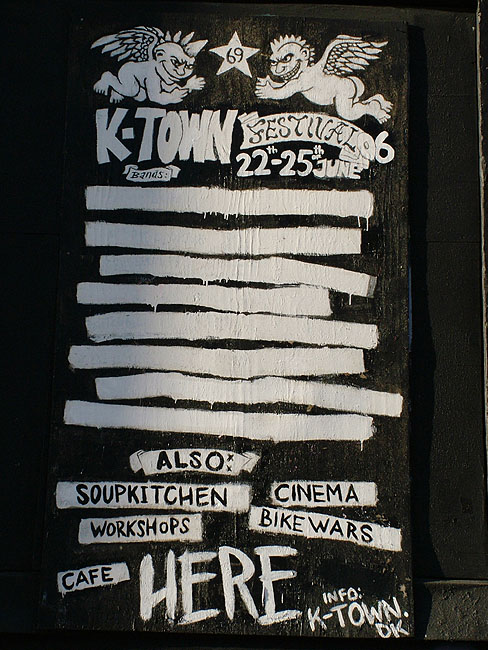 69
K-TOWN FESTIVAL 06
22th-25th JUNE
Bands:
ALSO:
SOUPKITCHEN CINEMA
WORKSHOPS BIKEWARS
CAFE HERE
INFO:
K-TOWN.
DK